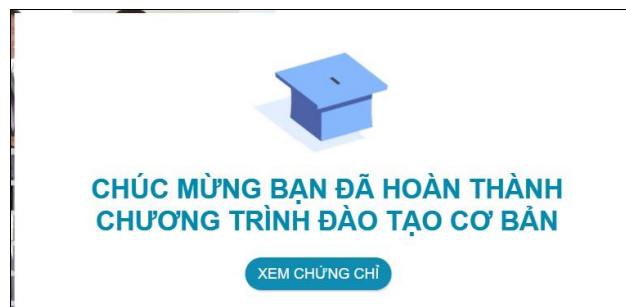 CHÚC MỪNG BẠN ĐÃ HOÀN THÀNH
CHƯƠNG TRÌNH ĐÀO TẠO CƠ BẢN
XEM CHỨNG CHỈ